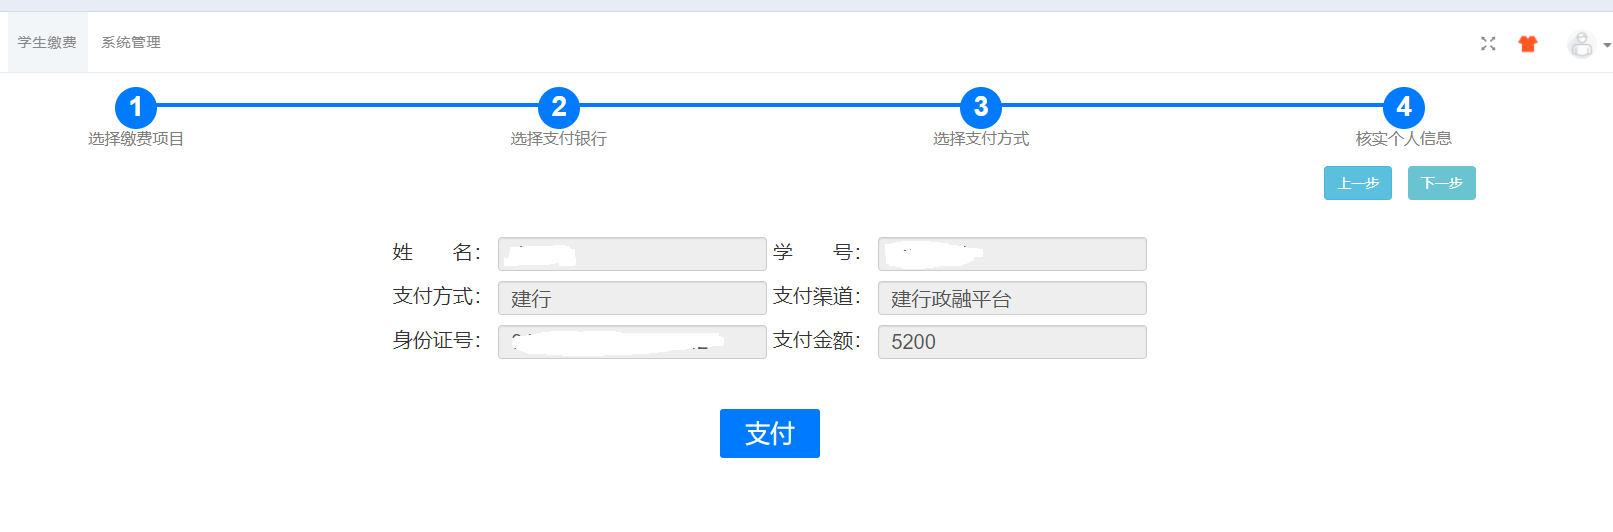 学生缴费 系统管理
1 2 3 4
选择缴费项目 选择支付银行 选择支付方式 核实个人信息
上一步 下一步
姓 名： 学 号：
支付方式： 建行 支付渠道： 建行政融平台
身份证号： 支付金额： 5200
支付